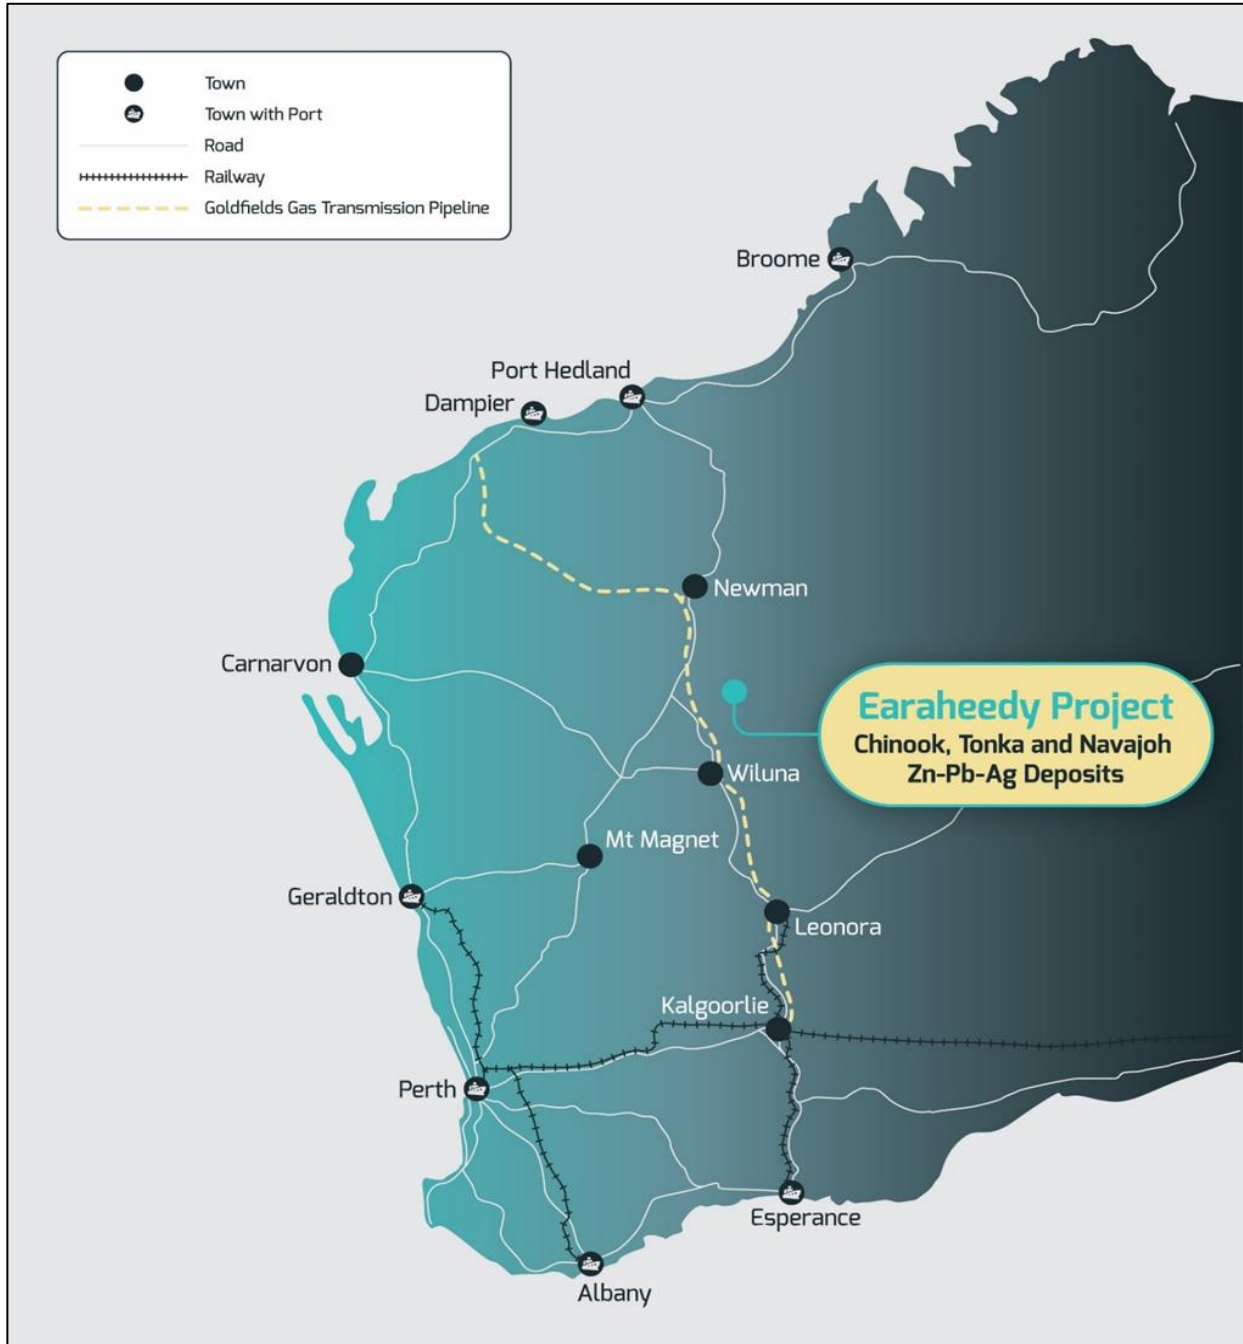 Town
Town with Port
Road
Railway
Goldfields Gas Transmission Pipeline
Broome
Port Hedland
Dampier
Newman
Carnarvon
Earaheedy Project
Chinook, Tonka and Navajoh
Zn-Pb-Ag Deposits
Wiluna
Mt Magnet
Geraldton
Leonora
Kalgoorlie
Perth
Esperance
Albany